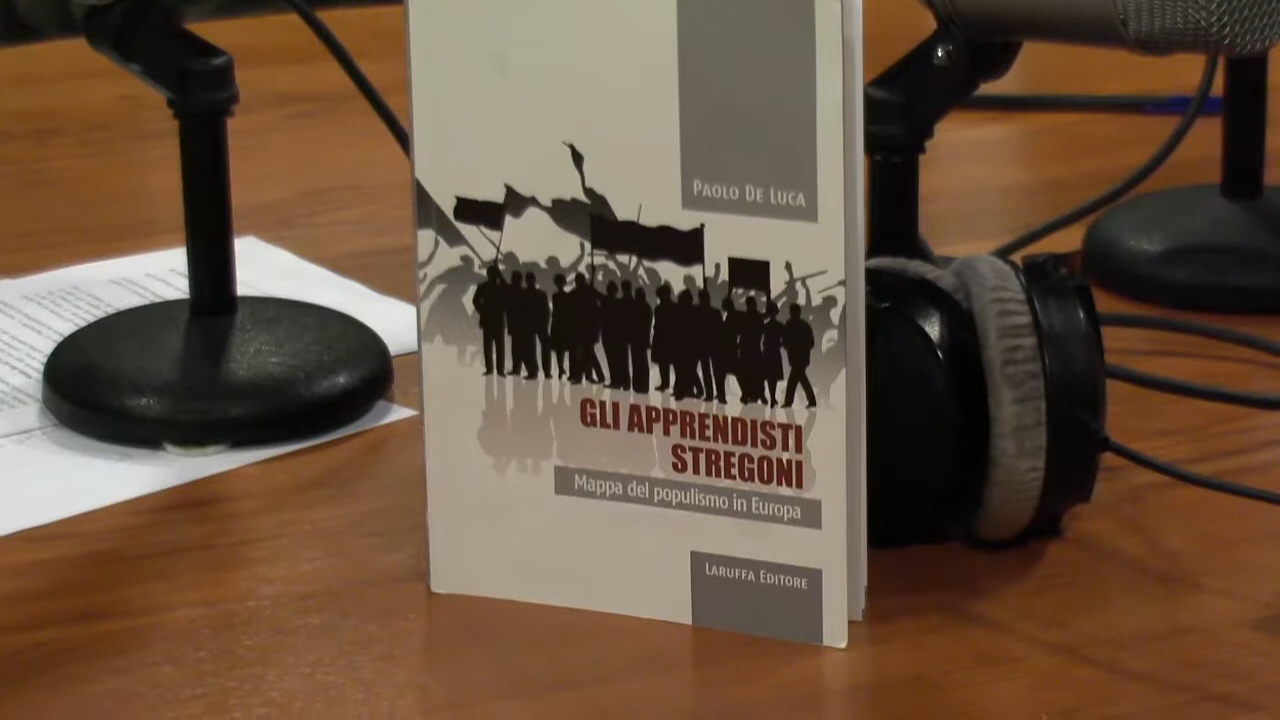 PAOLO DE LUCA
GLI APPRENDISTI
STREGONI
Mappa del populismo in Europa
LARUFFA EDITORE